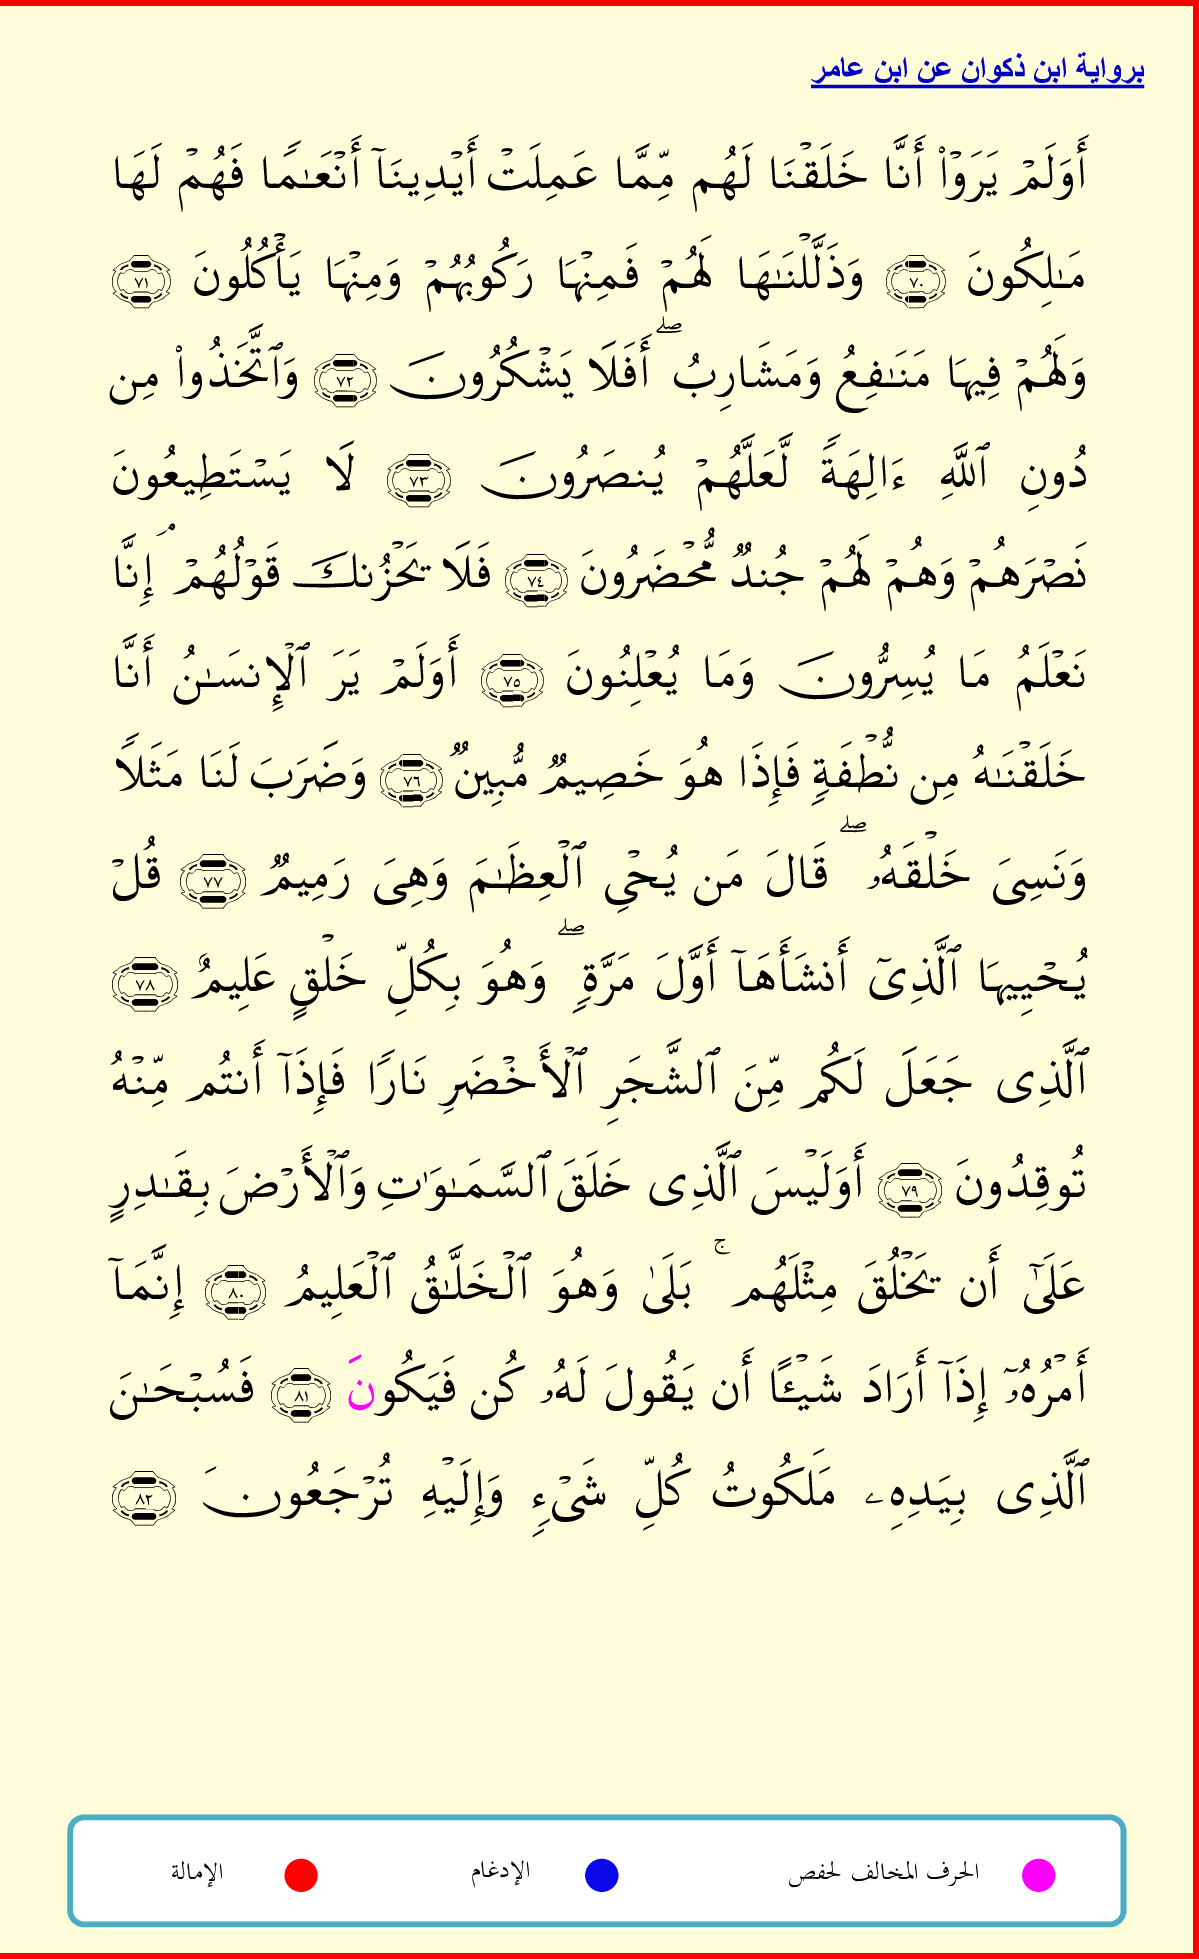 برواية ابن ذكوان عن ابن عامر
أَوَلَمْ يَرَوْا۟ أَنَّا خَلَقْنَا لَهُم مِّمَّا عَمِلَتْ أَيْدِينَآ أَنْعَـٰمًا فَهُمْ لَهَا
مَـٰلِكُونَ ٧٠ وَذَلَّلْنَـٰهَا لَهُمْ فَمِنْهَا رَكُوبُهُمْ وَمِنْهَا يَأْكُلُونَ ٧١
وَلَهُمْ فِيهَا مَنَـٰفِعُ وَمَشَارِبُ ۖ أَفَلَا يَشْكُرُونَ ٧٢ وَٱتَّخَذُوا۟ مِن
دُونِ ٱللَّهِ ءَالِهَةً لَّعَلَّهُمْ يُنصَرُونَ ٧٣ لَا يَسْتَطِيعُونَ
نَصْرَهُمْ وَهُمْ لَهُمْ جُندٌ مُّحْضَرُونَ ٧٤ فَلَا يَحْزُنكَ قَوْلُهُمْ ۘ إِنَّا
نَعْلَمُ مَا يُسِرُّونَ وَمَا يُعْلِنُونَ ٧٥ أَوَلَمْ يَرَ ٱلْإِنسَـٰنُ أَنَّا
خَلَقْنَـٰهُ مِن نُّطْفَةٍ فَإِذَا هُوَ خَصِيمٌ مُّبِينٌ ٧٦ وَضَرَبَ لَنَا مَثَلًا
وَنَسِىَ خَلْقَهُۥ ۖ قَالَ مَن يُحْىِ ٱلْعِظَـٰمَ وَهِىَ رَمِيمٌ ٧٧ قُلْ
يُحْيِيهَا ٱلَّذِىٓ أَنشَأَهَآ أَوَّلَ مَرَّةٍ ۖ وَهُوَ بِكُلِّ خَلْقٍ عَلِيمٌ ٧٨
ٱلَّذِى جَعَلَ لَكُم مِّنَ ٱلشَّجَرِ ٱلْأَخْضَرِ نَارًا فَإِذَآ أَنتُم مِّنْهُ
تُوقِدُونَ ٧٩ أَوَلَيْسَ ٱلَّذِى خَلَقَ ٱلسَّمَـٰوَٰتِ وَٱلْأَرْضَ بِقَـٰدِرٍ
عَلَىٰٓ أَن يَخْلُقَ مِثْلَهُم ۚ بَلَىٰ وَهُوَ ٱلْخَلَّـٰقُ ٱلْعَلِيمُ ٨٠ إِنَّمَآ
أَمْرُهُۥٓ إِذَآ أَرَادَ شَيْـًٔا أَن يَقُولَ لَهُۥ كُن فَيَكُونَ ٨١ فَسُبْحَـٰنَ
ٱلَّذِى بِيَدِهِۦ مَلَكُوتُ كُلِّ شَىْءٍ وَإِلَيْهِ تُرْجَعُونَ ٨٢
الحرف المخالف لحفص الإدغام الإمالة